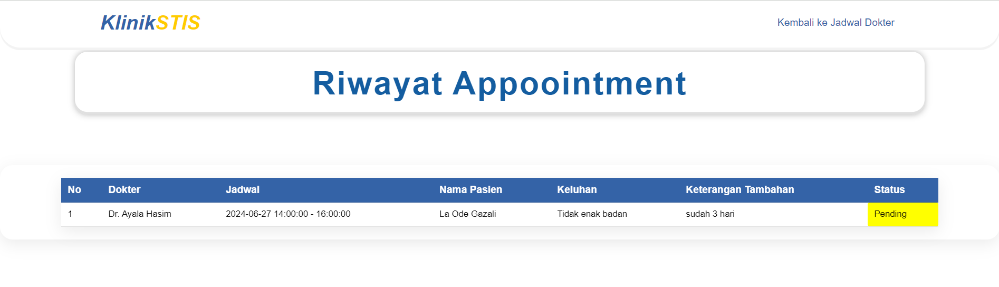 KlinikSTIS
Kembali ke Jadwal Dokter
Riwayat Appoointment
No Dokter Jadwal Nama Pasien Keluhan Keterangan Tambahan Status
1 Dr. Ayala Hasim 2024-06-27 14:00:00 - 16:00:00 La Ode Gazali Tidak enak badan sudah 3 hari Pending